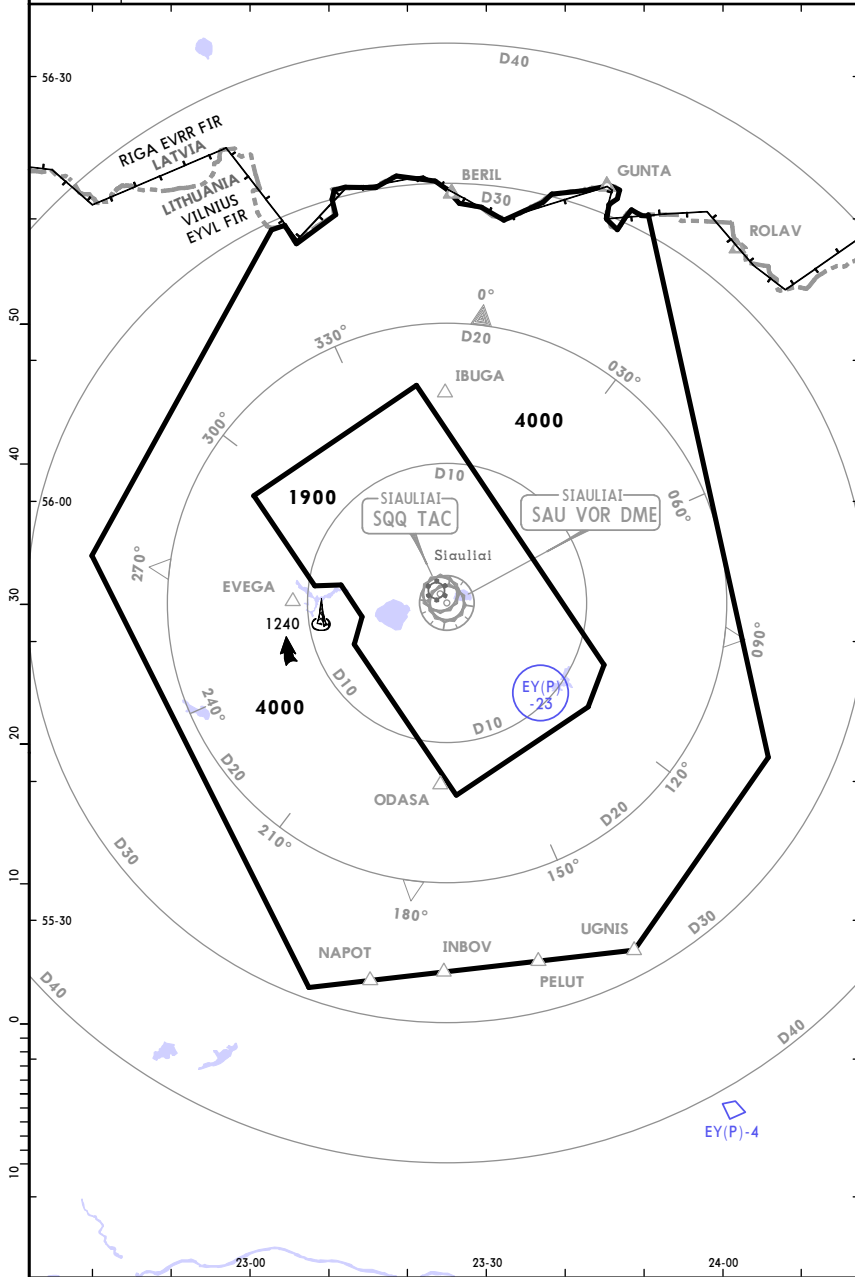 D40
56-30
RIGA EVRR FIR
LATVIA
LITHUANIA
VILNIUS
EYVL FIR
BERIL
D30
GUNTA
ROLAV
0°
D20
50
330°
030°
IBUGA
4000
300°
40
D10
1900
56-00
SIAULIAI
SQQ TAC
SIAULIAI
SAU VOR DME
060°
Siauliai
270°
EVEGA
30
1240
090°
D10
EY(P)
-23
240°
4000
D10
20
D20
120°
ODASA
D20
210°
D30
150°
10
180°
55-30
UGNIS
D30
NAPOT
INBOV
PELUT
D40
0
D40
EY(P)-4
10
23-00
23-30
24-00